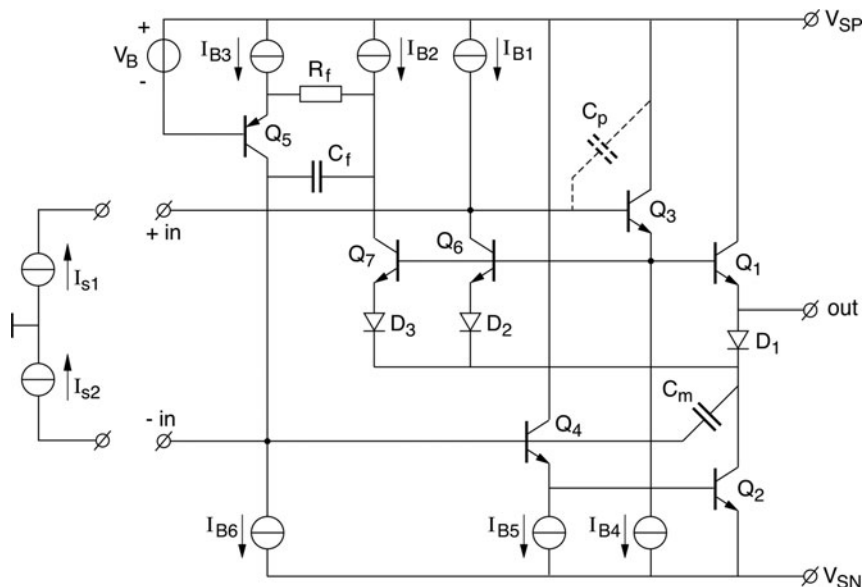 +
V_B
-
I_B3
I_B2
I_B1
V_SP
R_f
Q_5
C_f
C_p
+ in
Q_3
I_s1
Q_7
Q_6
Q_1
out
D_3
D_2
D_1
I_s2
- in
C_m
Q_4
Q_2
I_B6
I_B5
I_B4
V_SN